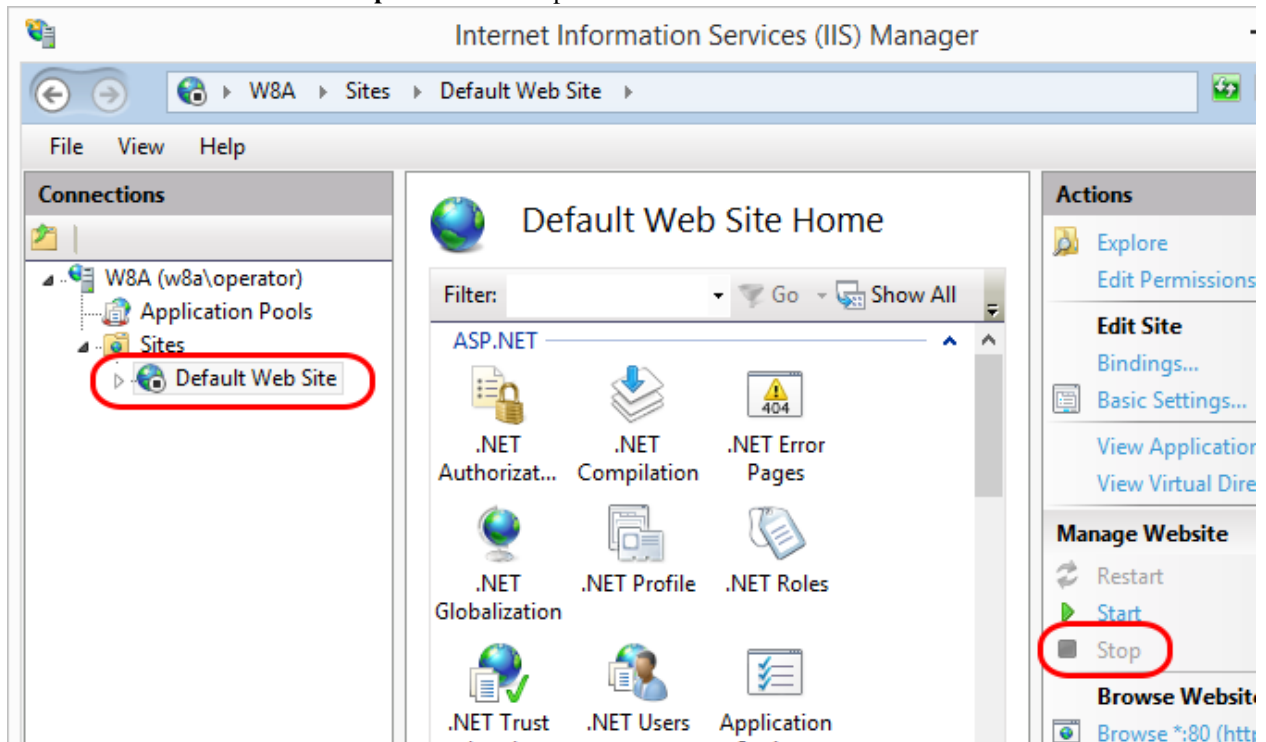 Internet Information Services (IIS) Manager
W8A Sites Default Web Site
File View Help
Connections
W8A (w8a\operator)
Application Pools
Sites
Default Web Site
Default Web Site Home
Filter:
Go
Show All
ASP.NET
.NET
Authorizat...
.NET
Compilation
404
.NET Error
Pages
.NET
Globalization
.NET Profile
.NET Roles
.NET Trust
.NET Users
Application
Actions
Explore
Edit Permissions
Edit Site
Bindings...
Basic Settings...
View Application
View Virtual Dire
Manage Website
Restart
Start
Stop
Browse Website
Browse *:80 (http